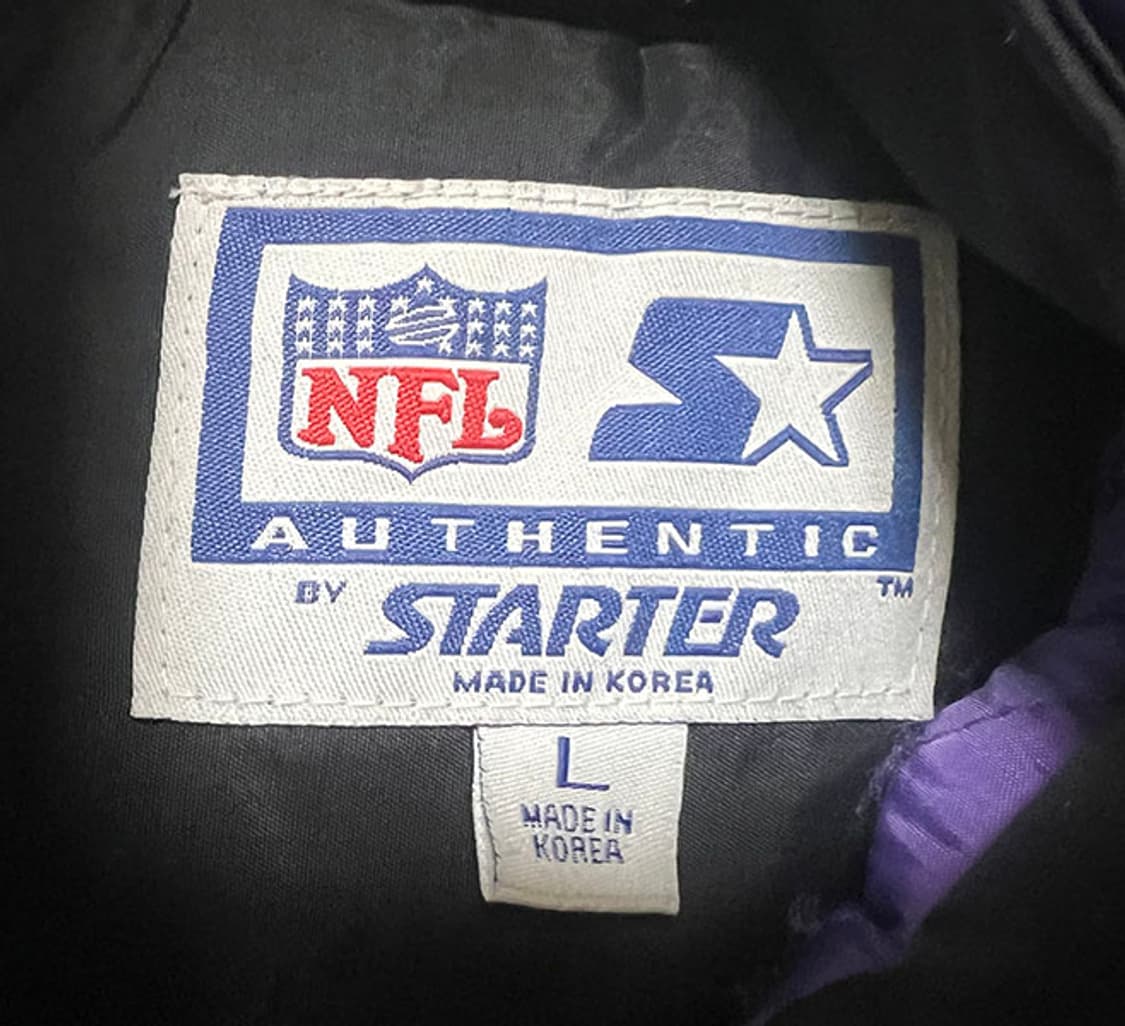 NFL
AUTHENTIC
BY STARTER ™
MADE IN KOREA
L
MADE IN
KOREA